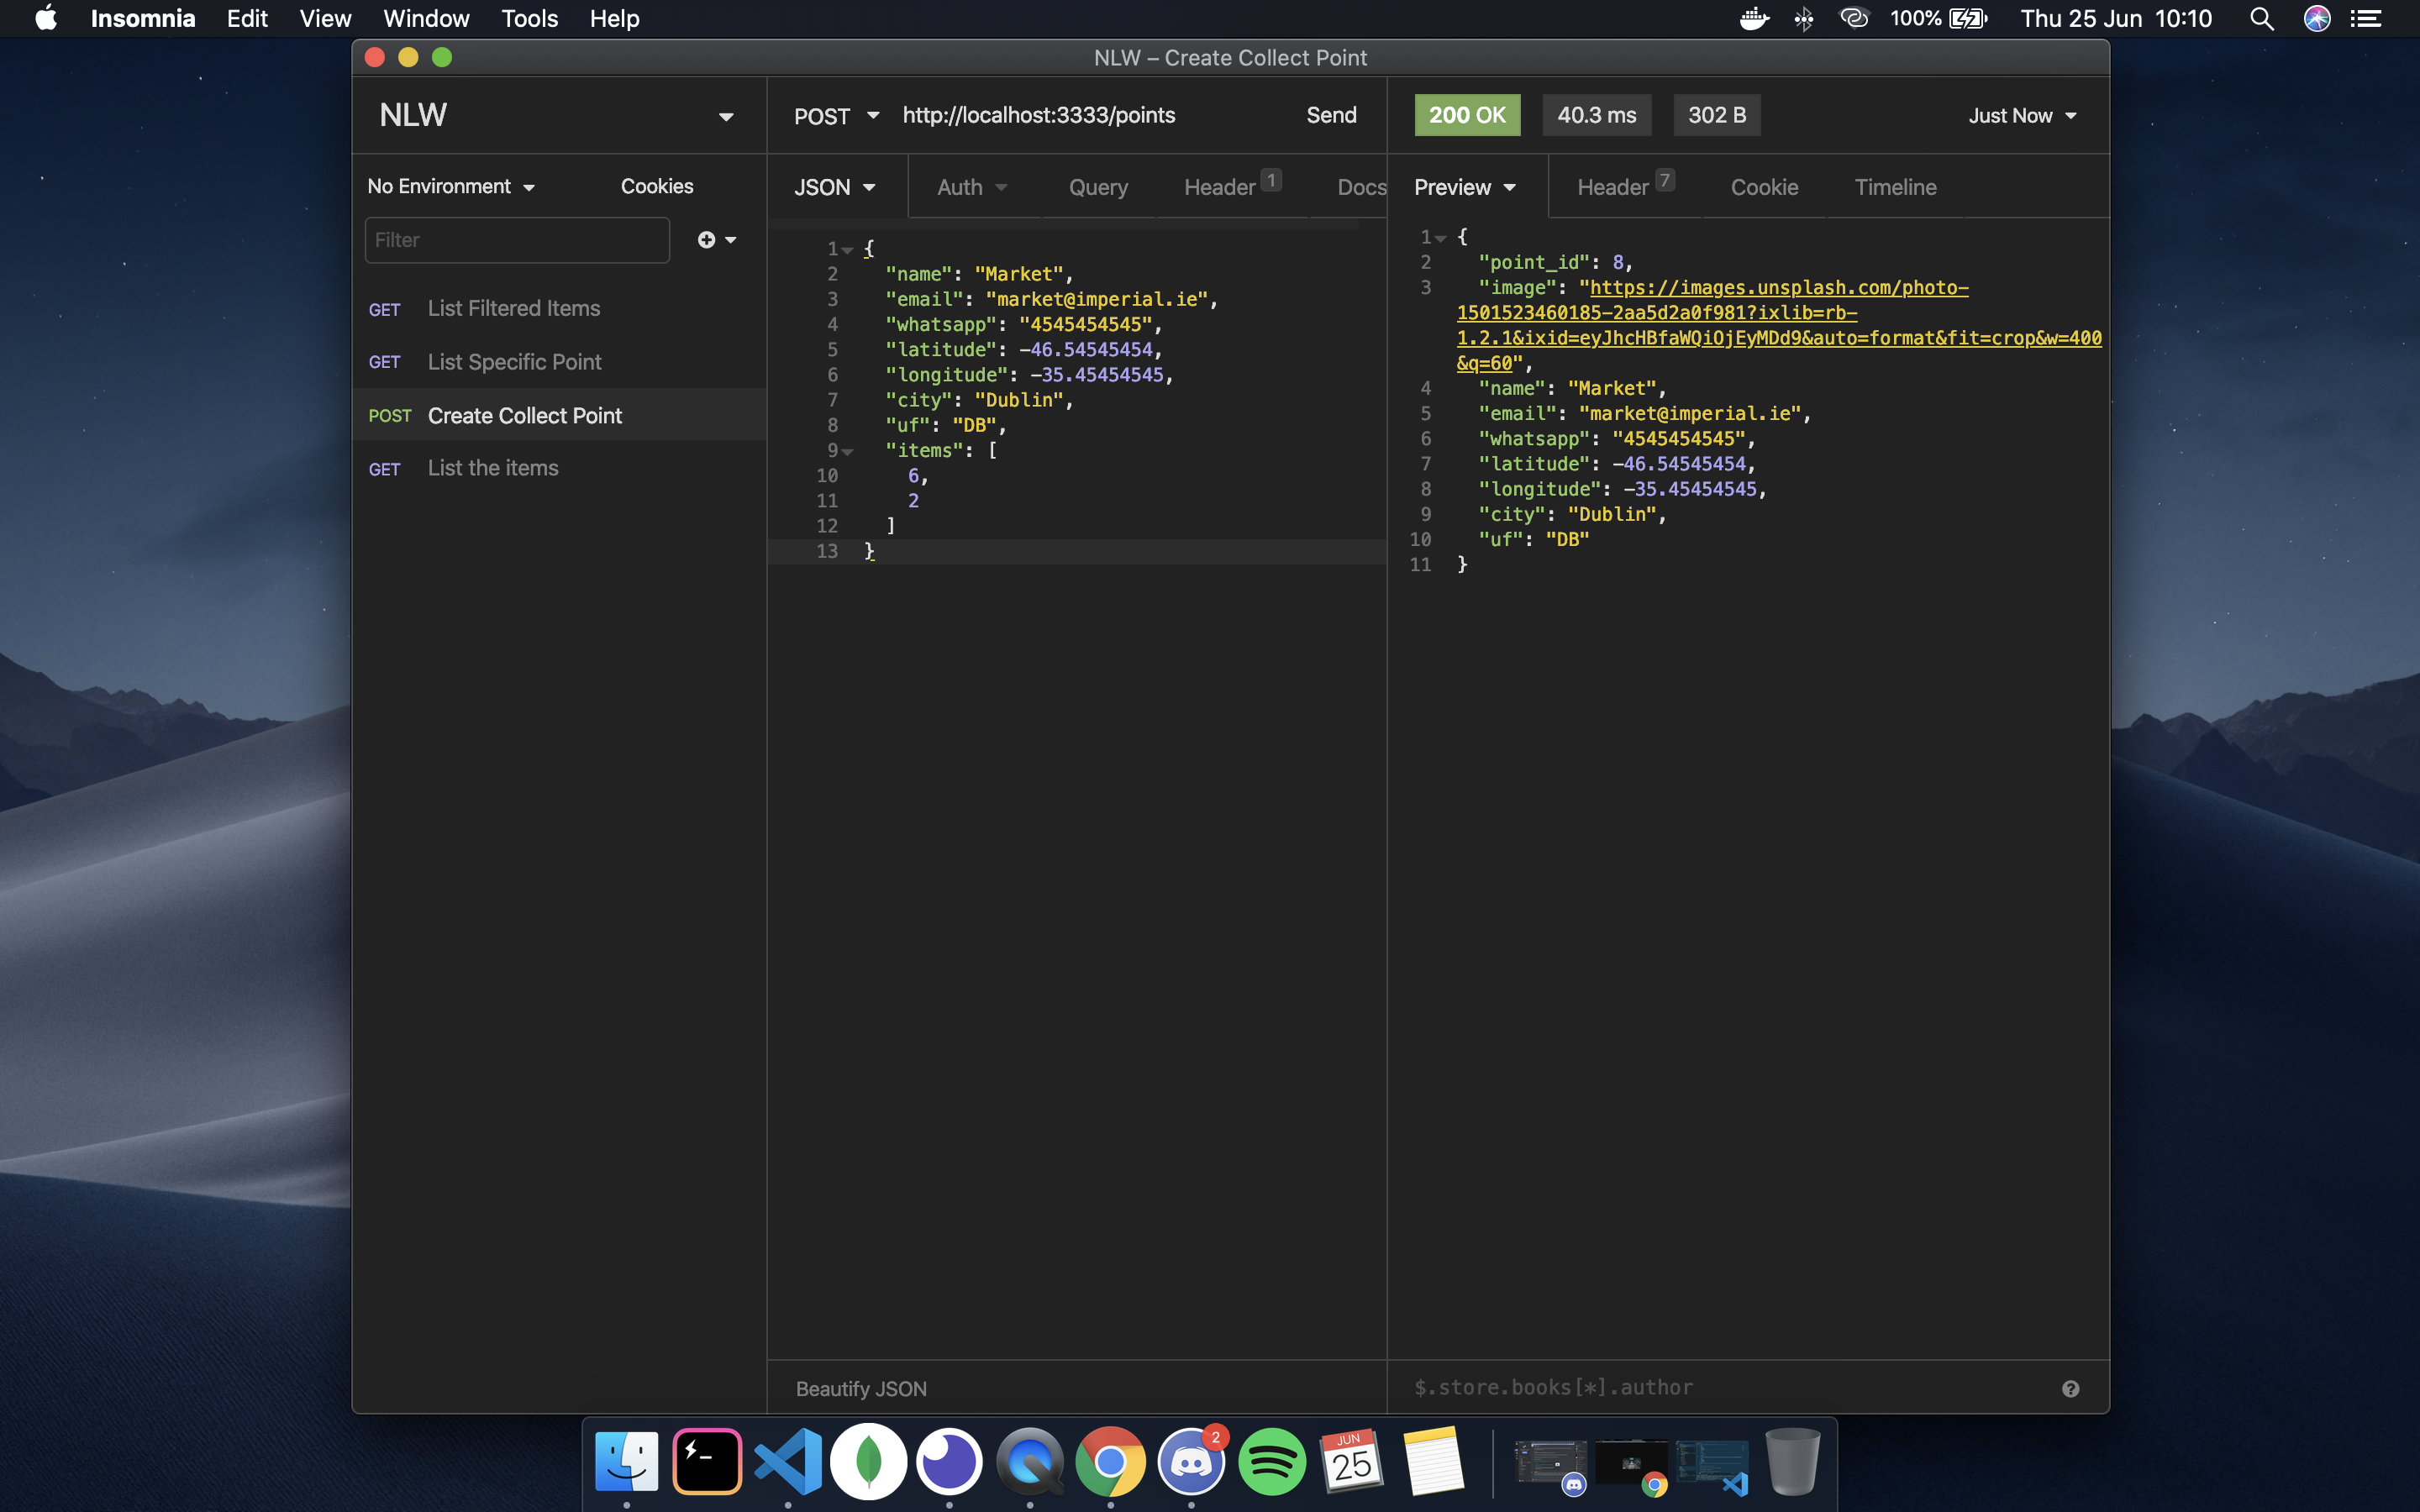 Insomnia Edit View Window Tools Help 100% Thu 25 Jun 10:10
NLW – Create Collect Point
NLW
No Environment Cookies
Filter
GET List Filtered Items
GET List Specific Point
POST Create Collect Point
GET List the items
POST http://localhost:3333/points Send
JSON Auth Query Header 1 Docs
1 {
2 "name": "Market",
3 "email": "market@imperial.ie",
4 "whatsapp": "4545454545",
5 "latitude": -46.54545454,
6 "longitude": -35.45454545,
7 "city": "Dublin",
8 "uf": "DB",
9 "items": [
10 6,
11 2
12 ]
13 }
Beautify JSON
200 OK 40.3 ms 302 B Just Now
Preview Header 7 Cookie Timeline
1 {
2 "point_id": 8,
3 "image": "https://images.unsplash.com/photo-
1501523460185-2aa5d2a0f981?ixlib=rb-
1.2.1&ixid=eyJhcHBfaWQiOjEyMDd9&auto=format&fit=crop&w=400
&q=60",
4 "name": "Market",
5 "email": "market@imperial.ie",
6 "whatsapp": "4545454545",
7 "latitude": -46.54545454,
8 "longitude": -35.45454545,
9 "city": "Dublin",
10 "uf": "DB"
11 }
$.store.books[*].author
2
JUN
25